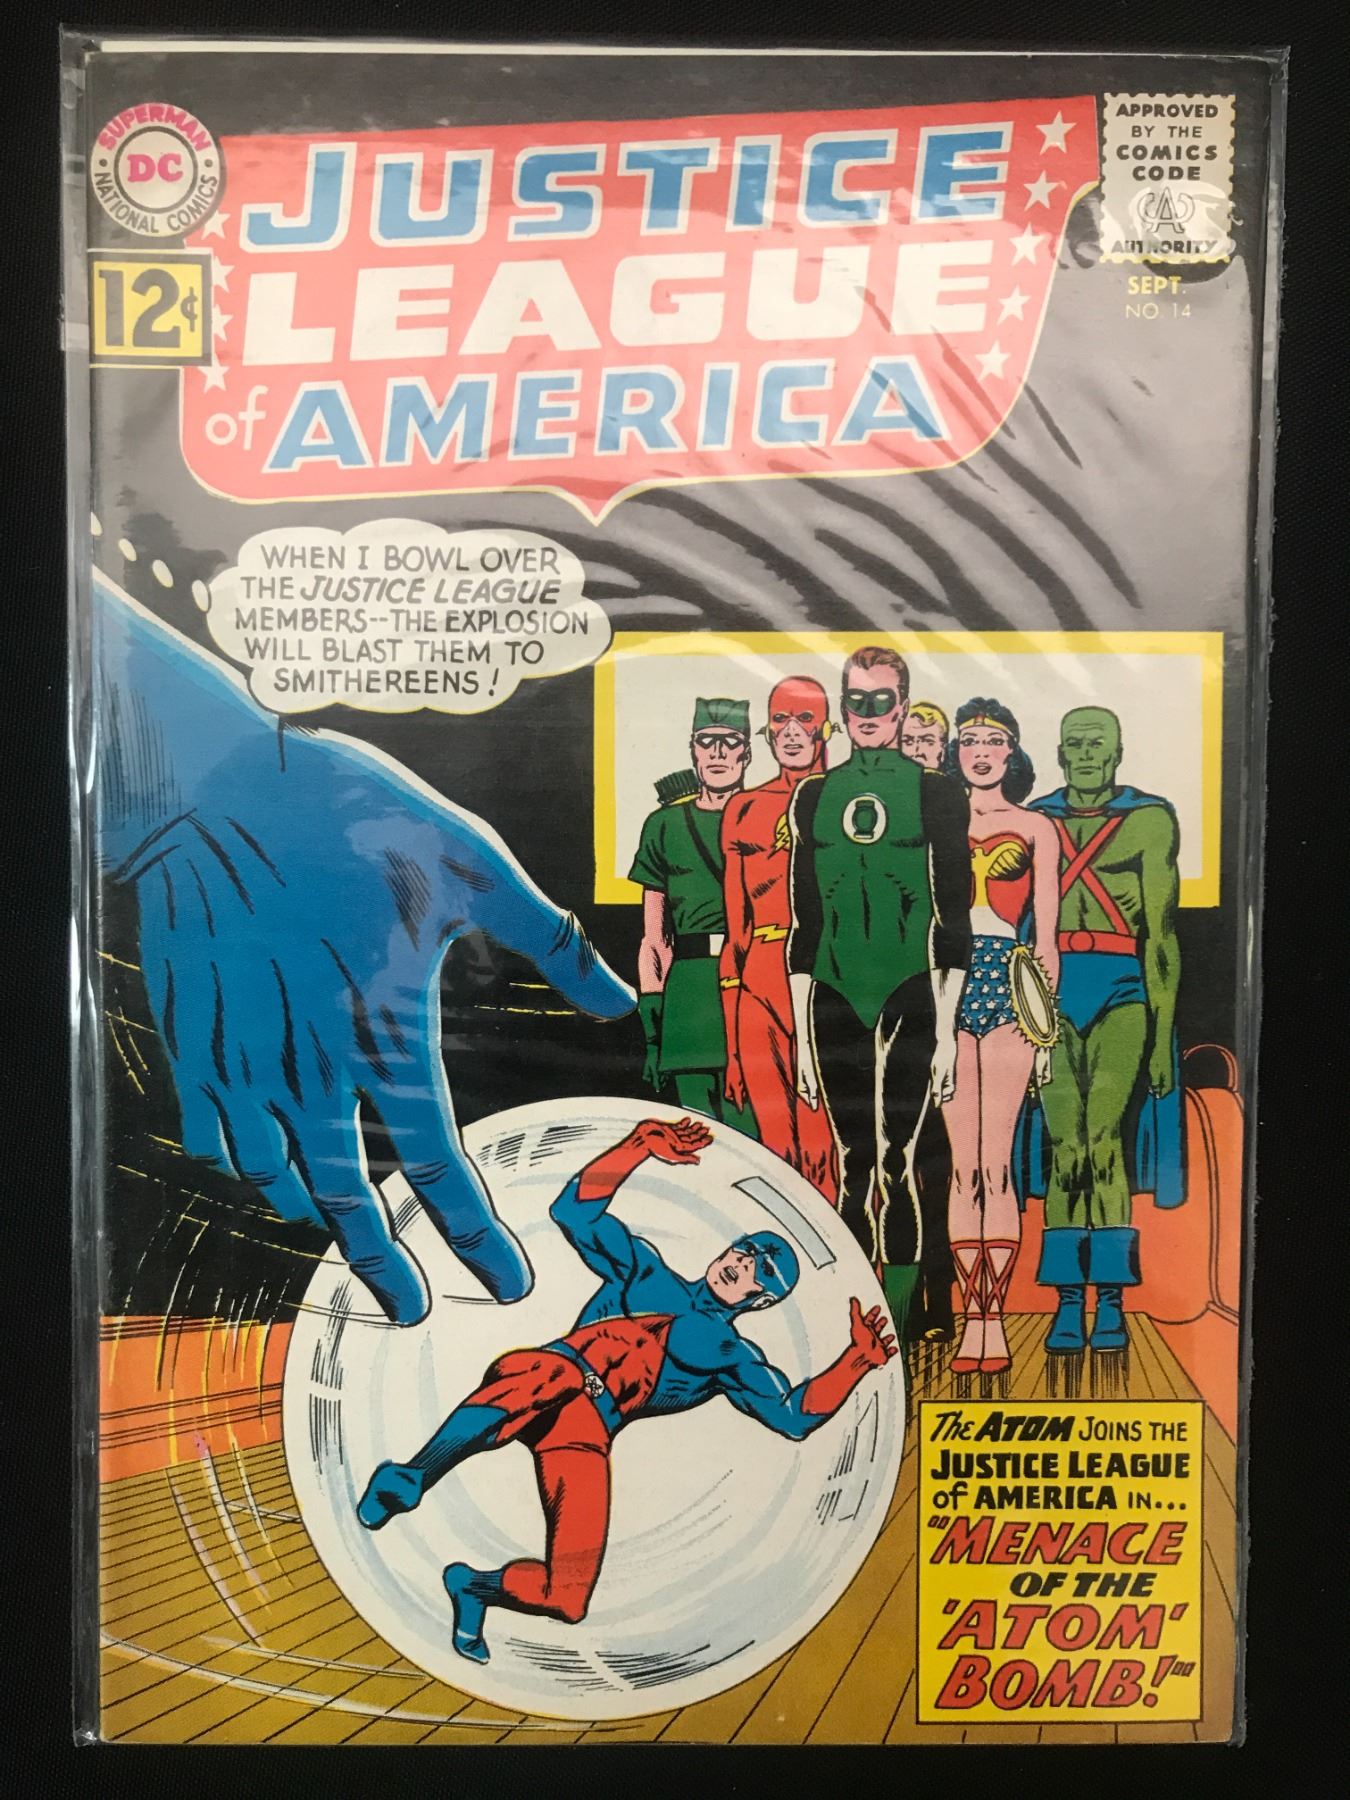 SUPERMAN
DC
NATIONAL COMICS
12¢
JUSTICE
LEAGUE
of AMERICA
APPROVED
BY THE
COMICS
CODE
CA
AUTHORITY
SEPT.
NO. 14
WHEN I BOWL OVER
THE JUSTICE LEAGUE
MEMBERS--THE EXPLOSION
WILL BLAST THEM TO
SMITHEREENS!
The ATOM JOINS THE
JUSTICE LEAGUE
of AMERICA IN...
"MENACE
OF THE
'ATOM'
BOMB!"